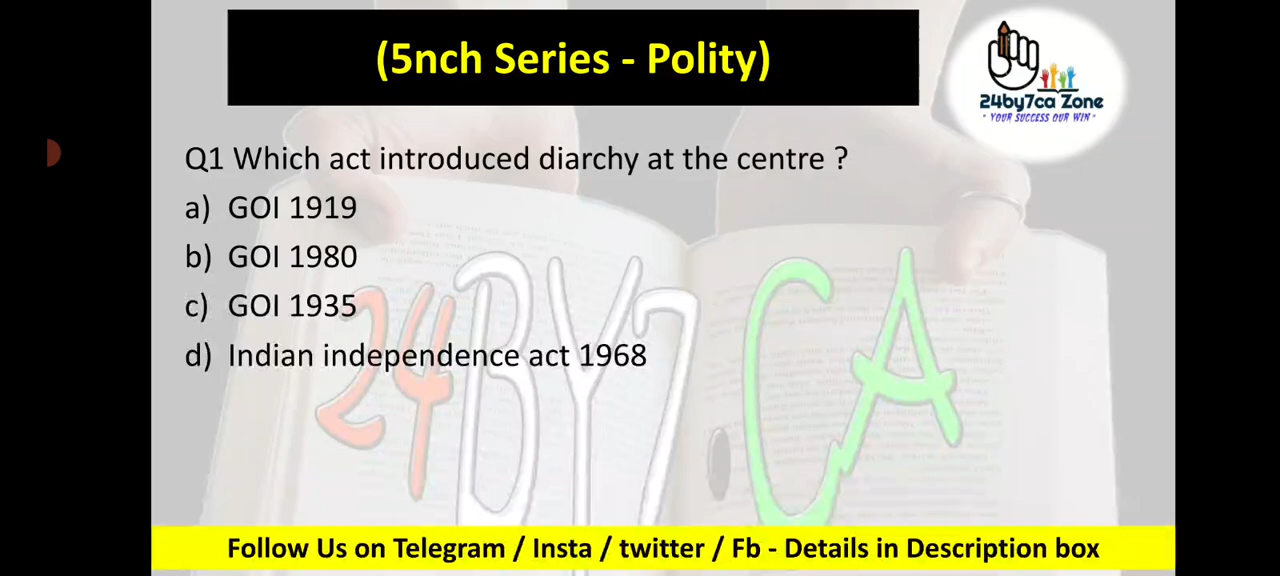 (5nch Series - Polity)
24by7ca Zone
" YOUR SUCCESS OUR WIN "
Q1 Which act introduced diarchy at the centre ?
a) GOI 1919
b) GOI 1980
c) GOI 1935
d) Indian independence act 1968
24BY7.CA
Follow Us on Telegram / Insta / twitter / Fb - Details in Description box